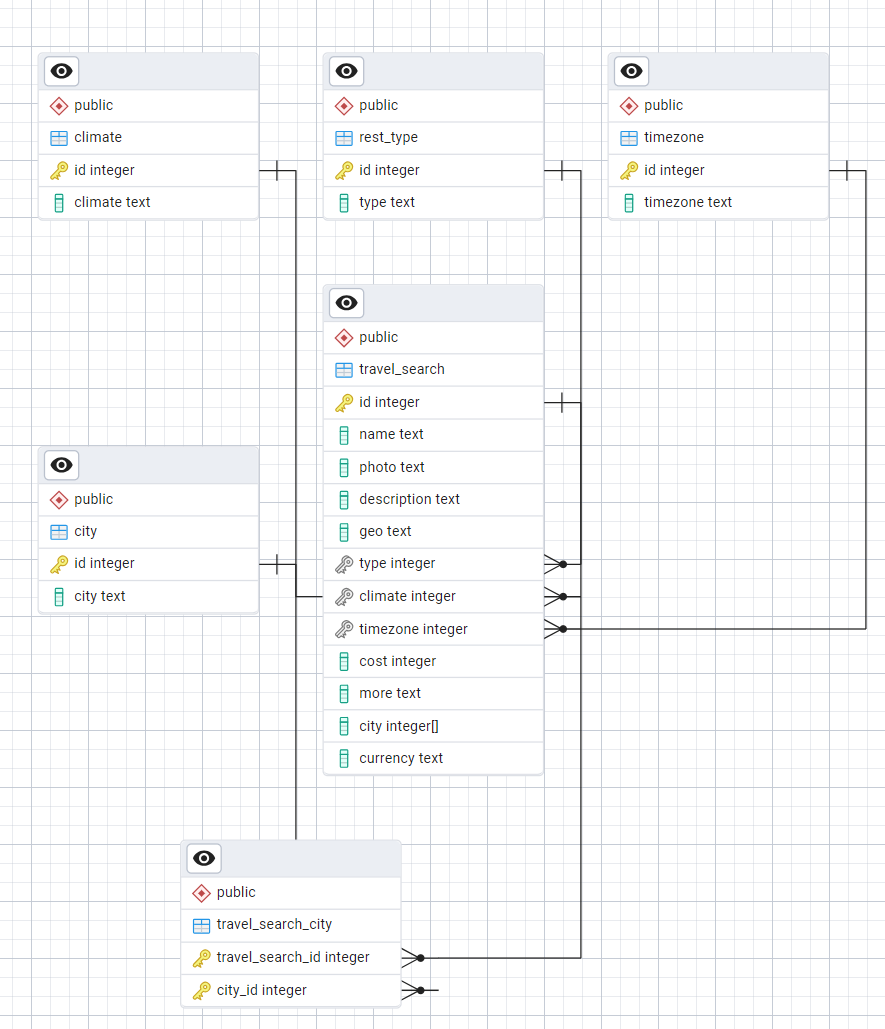 public
climate
id integer
climate text
public
rest_type
id integer
type text
public
timezone
id integer
timezone text
public
travel_search
id integer
name text
photo text
description text
geo text
type integer
climate integer
timezone integer
cost integer
more text
city integer[]
currency text
public
city
id integer
city text
public
travel_search_city
travel_search_id integer
city_id integer